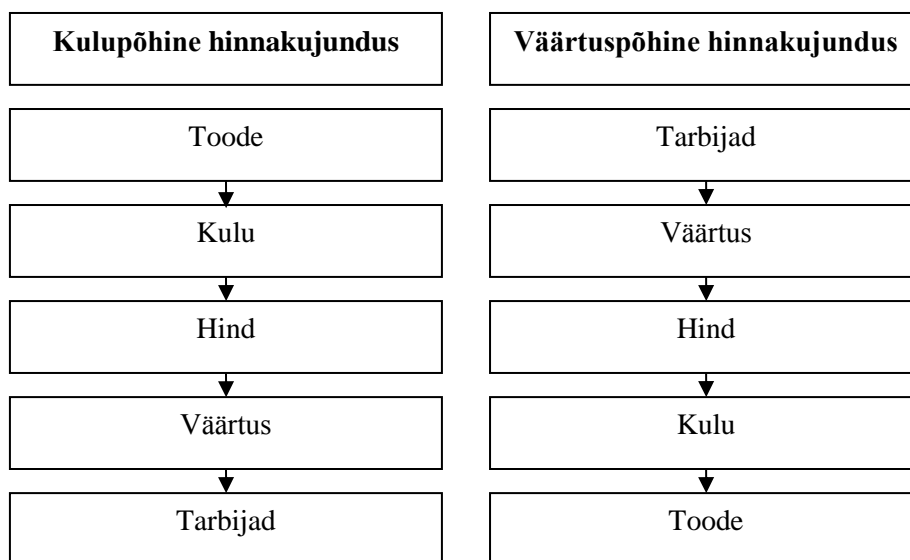 Kulupõhine hinnakujundus
Toode
Kulu
Hind
Väärtus
Tarbijad
Väärtuspõhine hinnakujundus
Tarbijad
Väärtus
Hind
Kulu
Toode